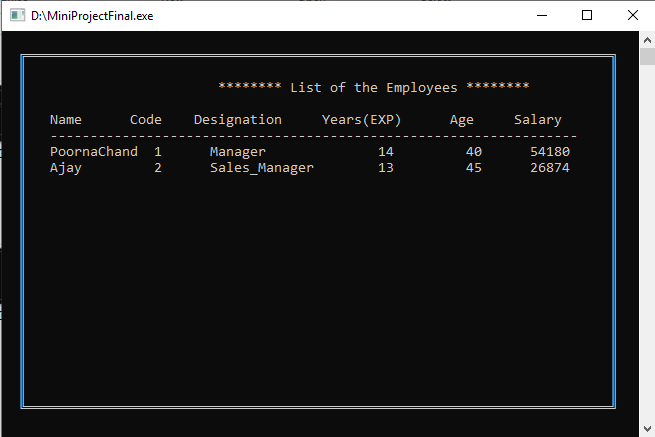 D:\MiniProjectFinal.exe
******** List of the Employees ********
Name Code Designation Years(EXP) Age Salary
------------------------------------------------------------------
PoornaChand 1 Manager 14 40 54180
Ajay 2 Sales_Manager 13 45 26874